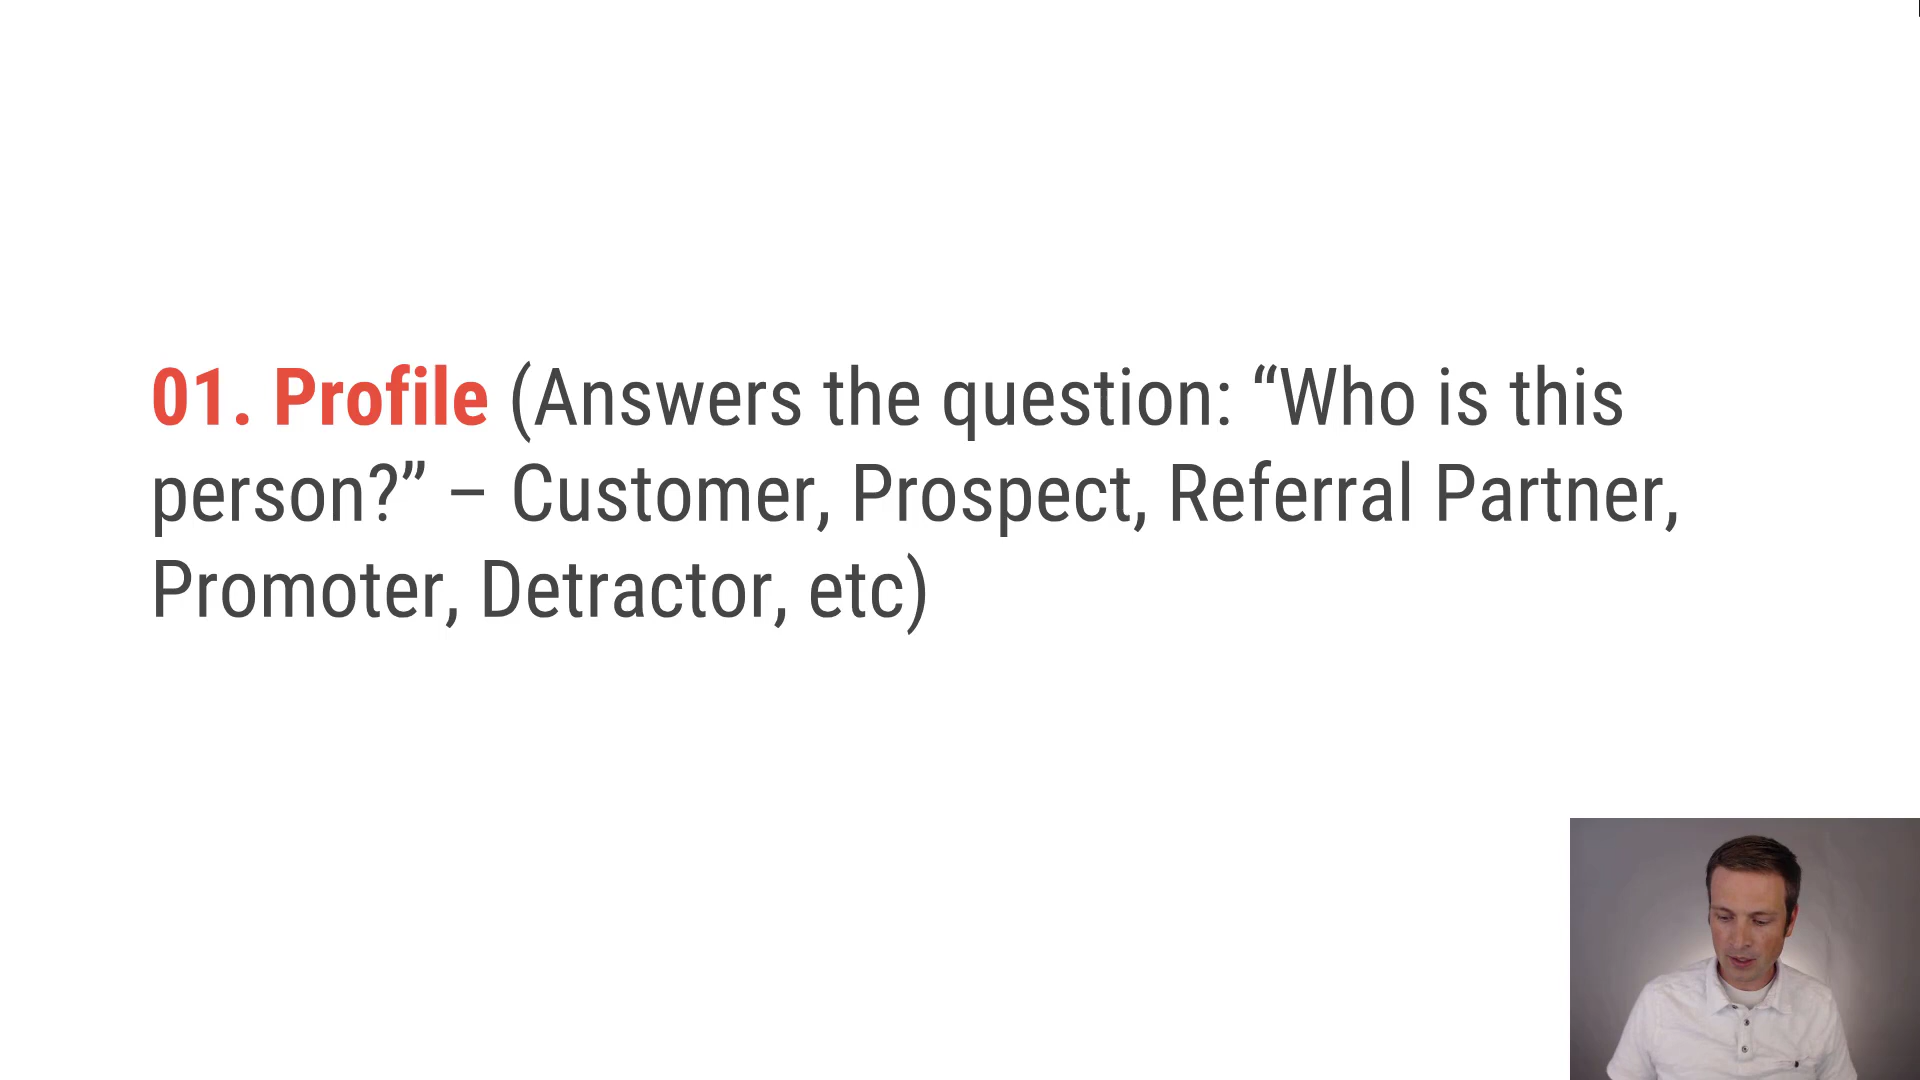 01. Profile (Answers the question: “Who is this
person?” – Customer, Prospect, Referral Partner,
Promoter, Detractor, etc)